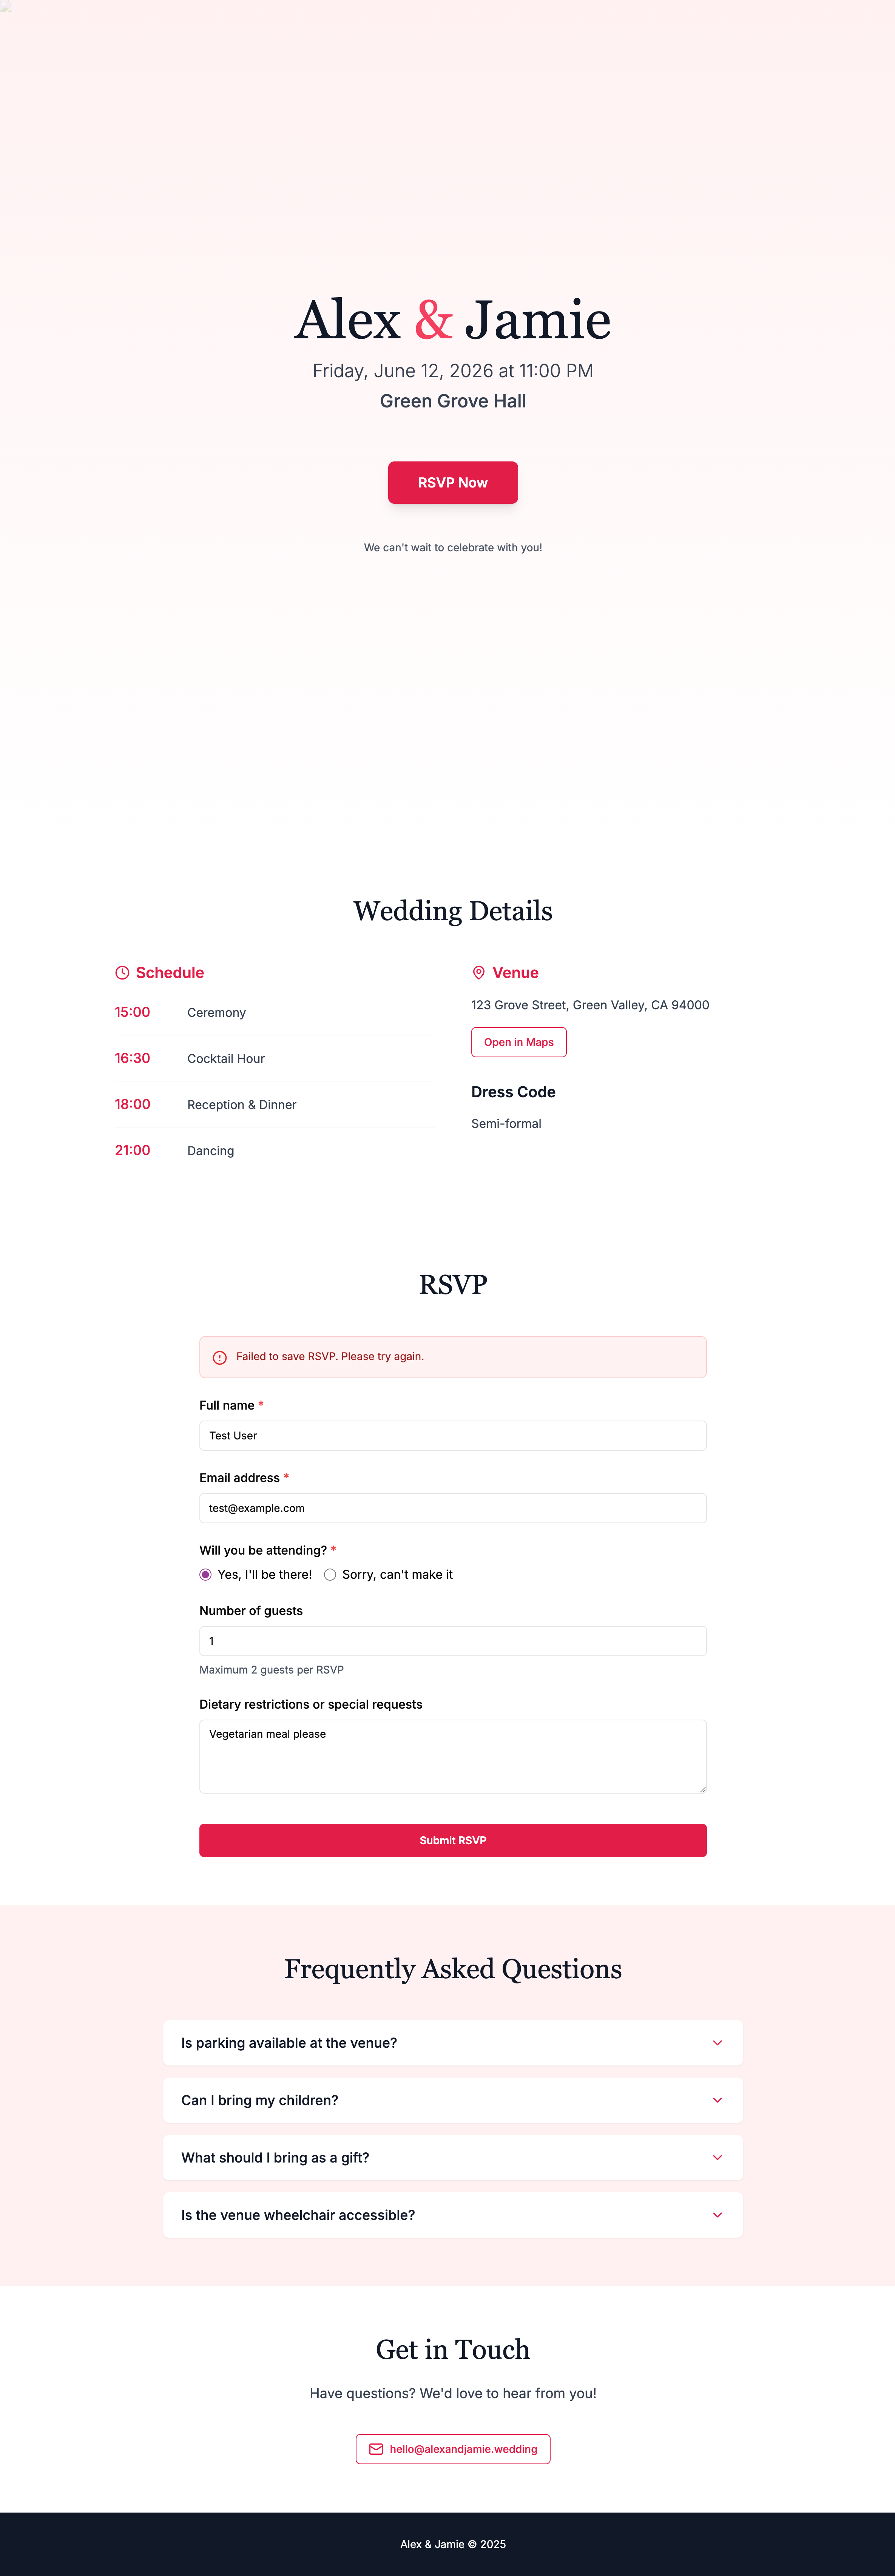 Alex & Jamie
Friday, June 12, 2026 at 11:00 PM
Green Grove Hall
RSVP Now
We can't wait to celebrate with you!
Wedding Details
Schedule
15:00 Ceremony
16:30 Cocktail Hour
18:00 Reception & Dinner
21:00 Dancing
Venue
123 Grove Street, Green Valley, CA 94000
Open in Maps
Dress Code
Semi-formal
RSVP
Failed to save RSVP. Please try again.
Full name *
Test User
Email address *
test@example.com
Will you be attending? *
Yes, I'll be there! Sorry, can't make it
Number of guests
1
Maximum 2 guests per RSVP
Dietary restrictions or special requests
Vegetarian meal please
Submit RSVP
Frequently Asked Questions
Is parking available at the venue?
Can I bring my children?
What should I bring as a gift?
Is the venue wheelchair accessible?
Get in Touch
Have questions? We'd love to hear from you!
hello@alexandjamie.wedding
Alex & Jamie © 2025